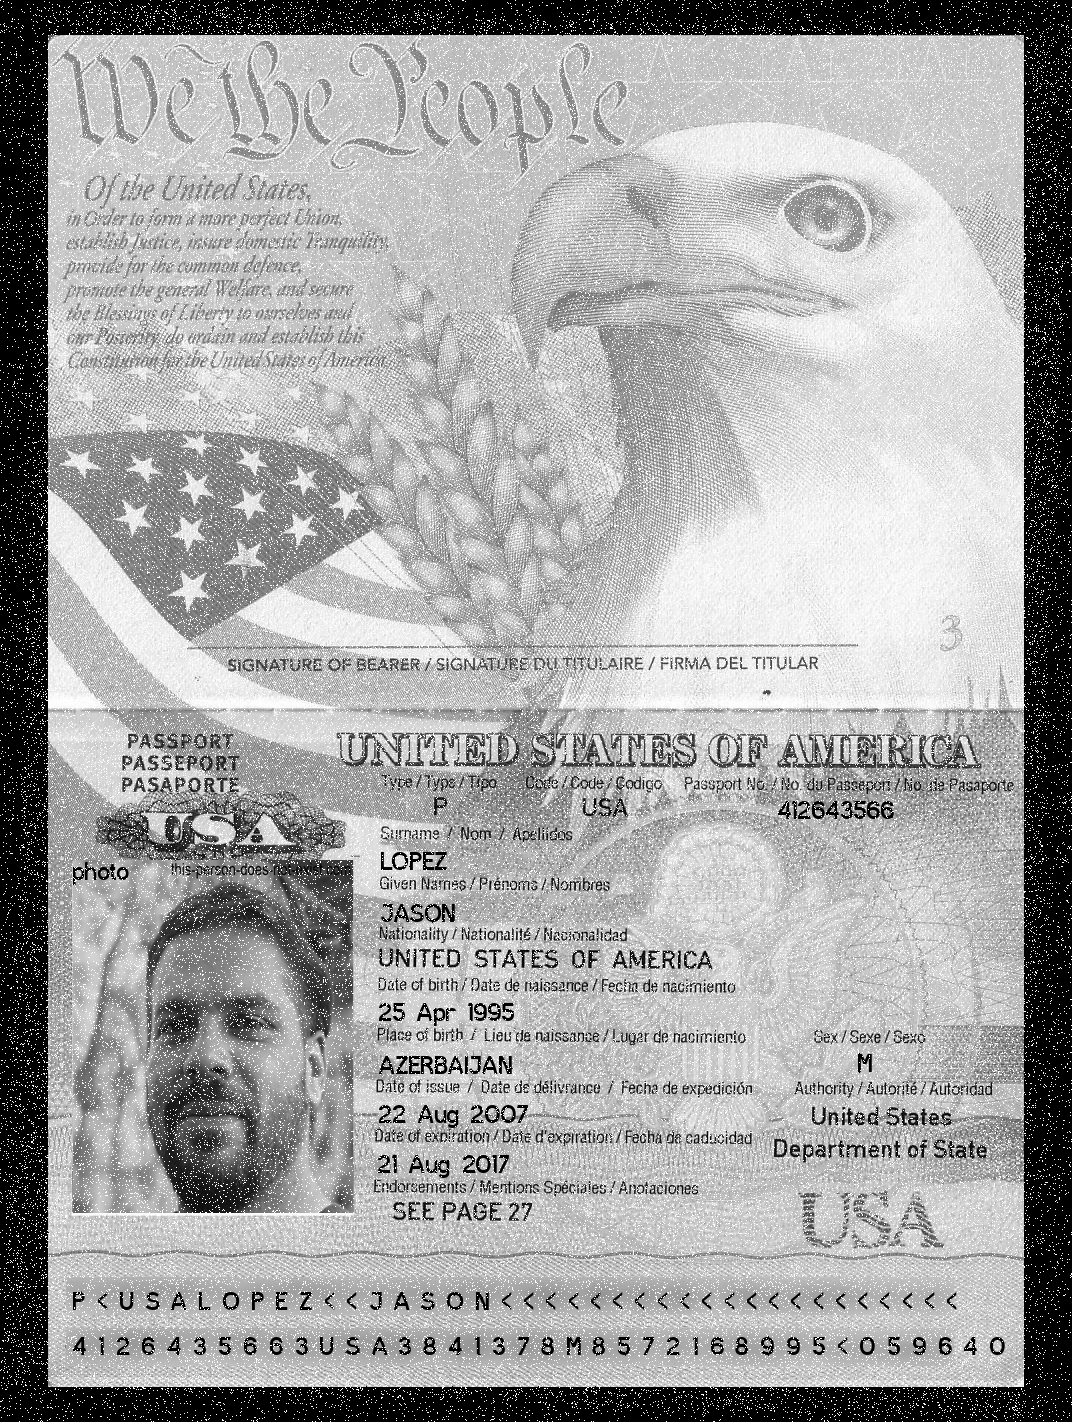 We the People
Of the United States,
in Order to form a more perfect Union,
establish Justice, insure domestic Tranquility,
provide for the common defence,
promote the general Welfare, and secure
the Blessings of Liberty to ourselves and
our Posterity, do ordain and establish this
Constitution for the United States of America.
3
SIGNATURE OF BEARER / SIGNATURE DU TITULAIRE / FIRMA DEL TITULAR
PASSPORT
PASSEPORT
PASAPORTE
USA
UNITED STATES OF AMERICA
Type / Type / Tipo Code / Code / Codigo Passport No. / No. du Passeport / No. de Pasaporte
P USA 412643566
Surname / Nom / Apellidos
LOPEZ
photo this-person-does
Given Names / Prénoms / Nombres
JASON
Nationality / Nationalité / Nacionalidad
UNITED STATES OF AMERICA
Date of birth / Date de naissance / Fecha de nacimiento
25 Apr 1995
Place of birth / Lieu de naissance / Lugar de nacimiento Sex / Sexe / Sexo
AZERBAIJAN M
Date of issue / Date de délivrance / Fecha de expedición Authority / Autorité / Autoridad
22 Aug 2007 United States
Date of expiration / Date d'expiration / Fecha de caducidad Department of State
21 Aug 2017
Endorsements / Mentions Spéciales / Anotaciones
SEE PAGE 27
USA
P<USALOPEZ<<JASON<<<<<<<<<<<<<<<<<<<<<
4126435663USA3841378M8572168995<059640